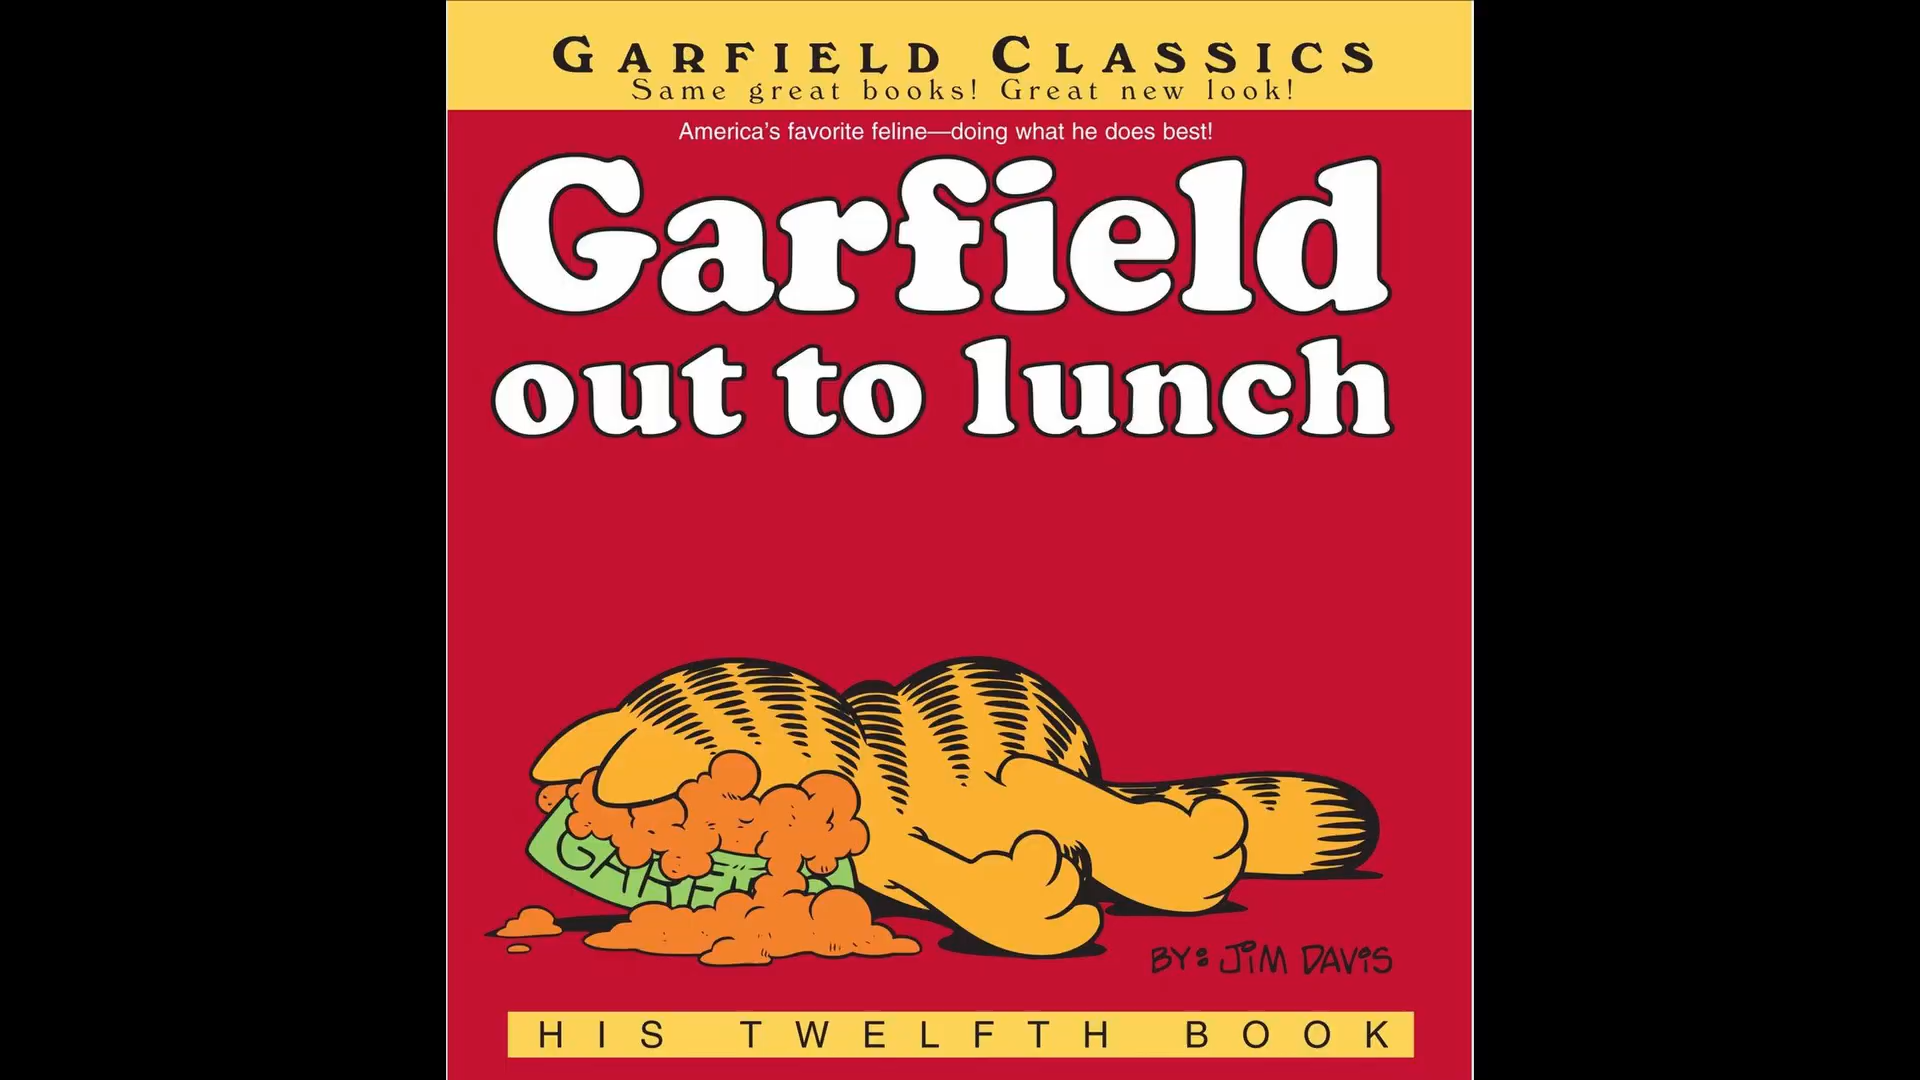 GARFIELD CLASSICS
Same great books! Great new look!
America's favorite feline—doing what he does best!
Garfield
out to lunch
BY: JIM DAVIS
HIS TWELFTH BOOK